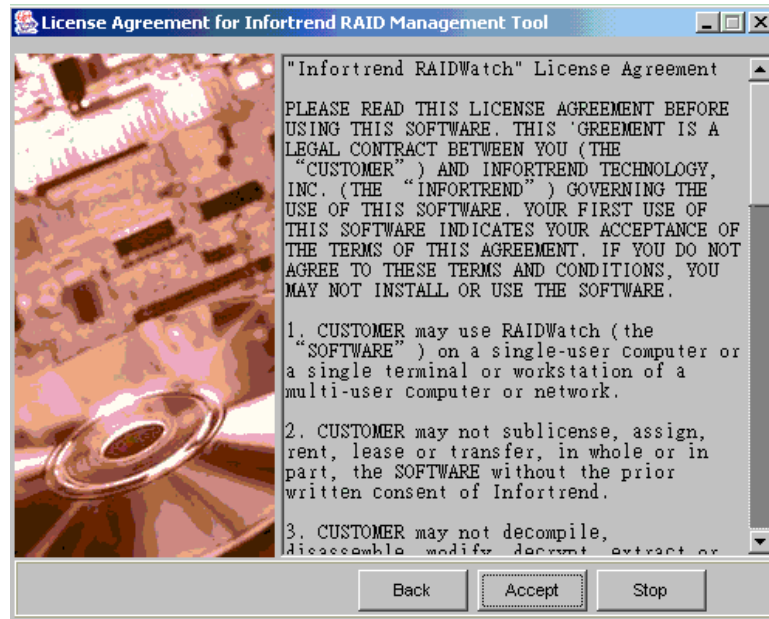 License Agreement for Infortrend RAID Management Tool
"Infortrend RAIDWatch" License Agreement
PLEASE READ THIS LICENSE AGREEMENT BEFORE
USING THIS SOFTWARE. THIS 'GREEMENT IS A
LEGAL CONTRACT BETWEEN YOU (THE
“CUSTOMER” ) AND INFORTREND TECHNOLOGY,
INC. (THE “INFORTREND” ) GOVERNING THE
USE OF THIS SOFTWARE. YOUR FIRST USE OF
THIS SOFTWARE INDICATES YOUR ACCEPTANCE OF
THE TERMS OF THIS AGREEMENT. IF YOU DO NOT
AGREE TO THESE TERMS AND CONDITIONS, YOU
MAY NOT INSTALL OR USE THE SOFTWARE.
1. CUSTOMER may use RAIDWatch (the
“SOFTWARE” ) on a single-user computer or
a single terminal or workstation of a
multi-user computer or network.
2. CUSTOMER may not sublicense, assign,
rent, lease or transfer, in whole or in
part, the SOFTWARE without the prior
written consent of Infortrend.
3. CUSTOMER may not decompile,
disassemble, modify, decrypt, extract or
Back
Accept
Stop